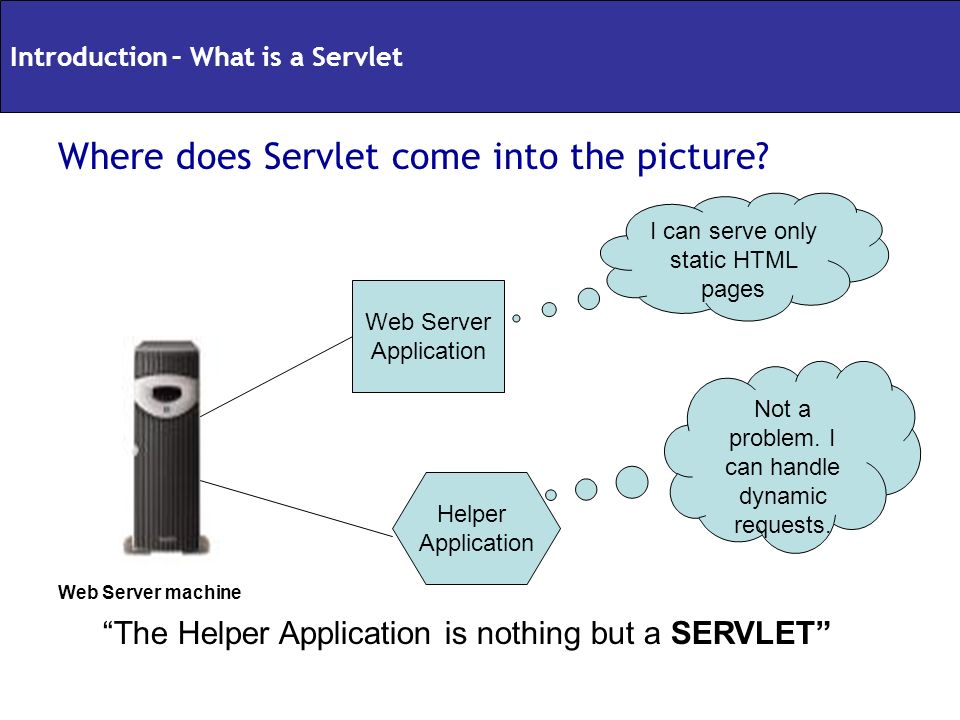 Introduction – What is a Servlet
Where does Servlet come into the picture?
I can serve only
static HTML
pages
Web Server
Application
Not a
problem. I
can handle
dynamic
requests.
Helper
Application
Web Server machine
“The Helper Application is nothing but a SERVLET”